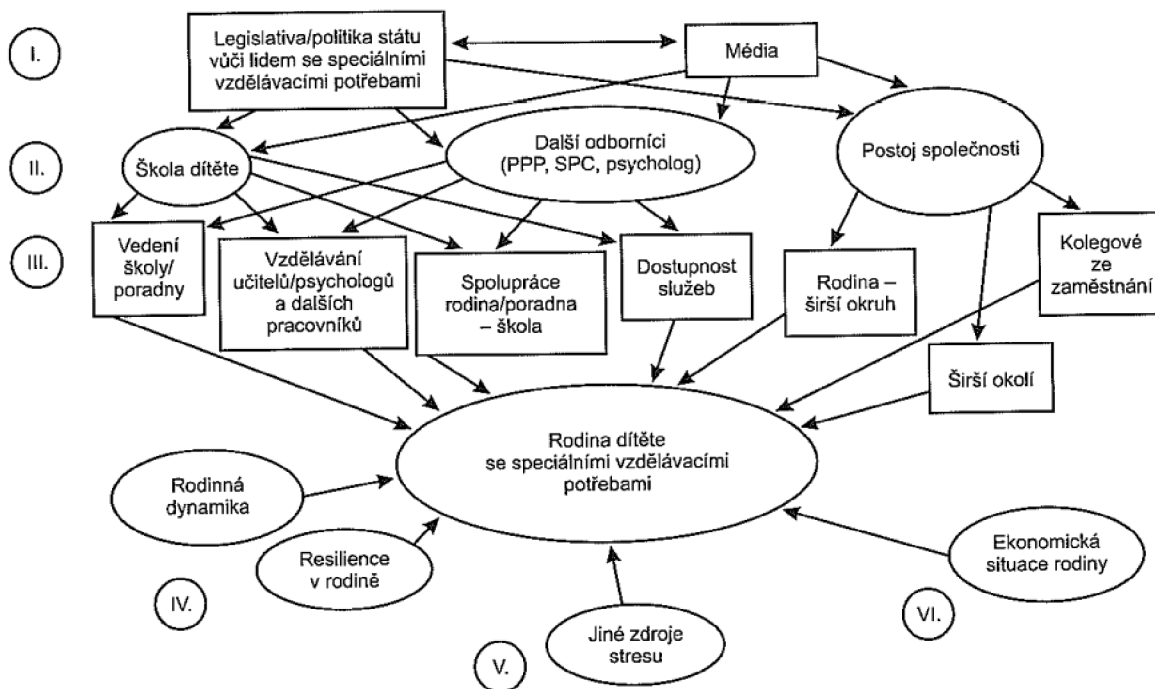 I.
Legislativa/politika státu
vůči lidem se speciálními
vzdělávacími potřebami
Média
II.
Škola dítěte
Další odborníci
(PPP, SPC, psycholog)
Postoj společnosti
III.
Vedení
školy/
poradny
Vzdělávání
učitelů/psychologů
a dalších
pracovníků
Spolupráce
rodina/poradna
– škola
Dostupnost
služeb
Rodina –
širší okruh
Kolegové
ze
zaměstnání
Širší okolí
Rodina dítěte
se speciálními vzdělávacími
potřebami
Rodinná
dynamika
Resilience
v rodině
Ekonomická
situace rodiny
IV.
V.
Jiné zdroje
stresu
VI.